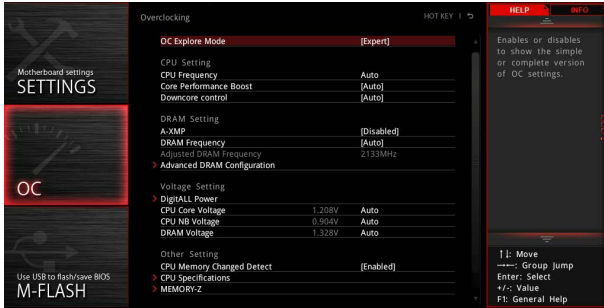 Overclocking
HOT KEY |
HELP
INFO
Motherboard settings
SETTINGS
OC
Use USB to flash/save BIOS
M-FLASH
OC Explore Mode [Expert]
CPU Setting
CPU Frequency Auto
Core Performance Boost [Auto]
Downcore control [Auto]
DRAM Setting
A-XMP [Disabled]
DRAM Frequency [Auto]
Adjusted DRAM Frequency 2133MHz
> Advanced DRAM Configuration
Voltage Setting
> DigitALL Power
CPU Core Voltage 1.208V Auto
CPU NB Voltage 0.904V Auto
DRAM Voltage 1.328V Auto
Other Setting
CPU Memory Changed Detect [Enabled]
> CPU Specifications
> MEMORY-Z
Enables or disables
to show the simple
or complete version
of OC settings.
↑↓: Move
→←: Group Jump
Enter: Select
+/-: Value
F1: General Help